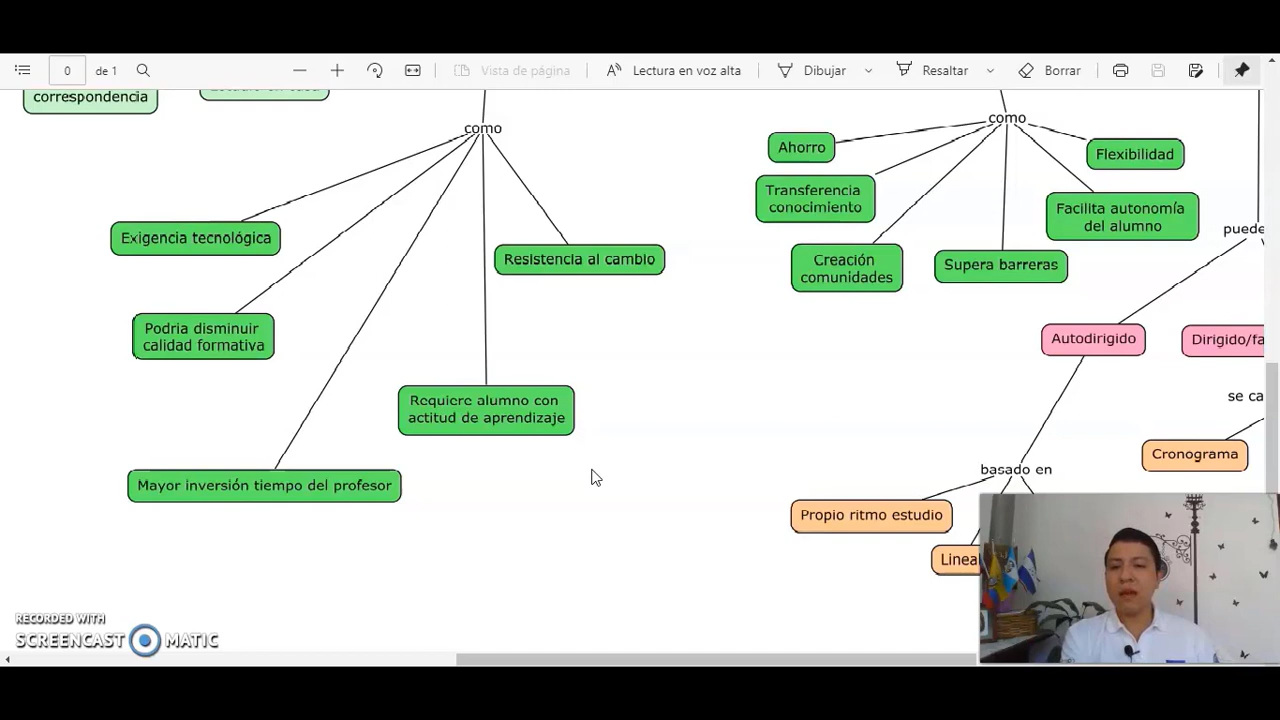 0
de 1
Vista de página
Lectura en voz alta
Dibujar
Resaltar
Borrar
correspondencia
como
Exigencia tecnológica
Resistencia al cambio
Podria disminuir
calidad formativa
Requiere alumno con
actitud de aprendizaje
Mayor inversión tiempo del profesor
como
Ahorro
Flexibilidad
Transferencia
conocimiento
Facilita autonomía
del alumno
Creación
comunidades
Supera barreras
puede
Autodirigido
Dirigido/fa
se ca
Cronograma
basado en
Propio ritmo estudio
Lineal
RECORDED WITH
SCREENCAST MATIC